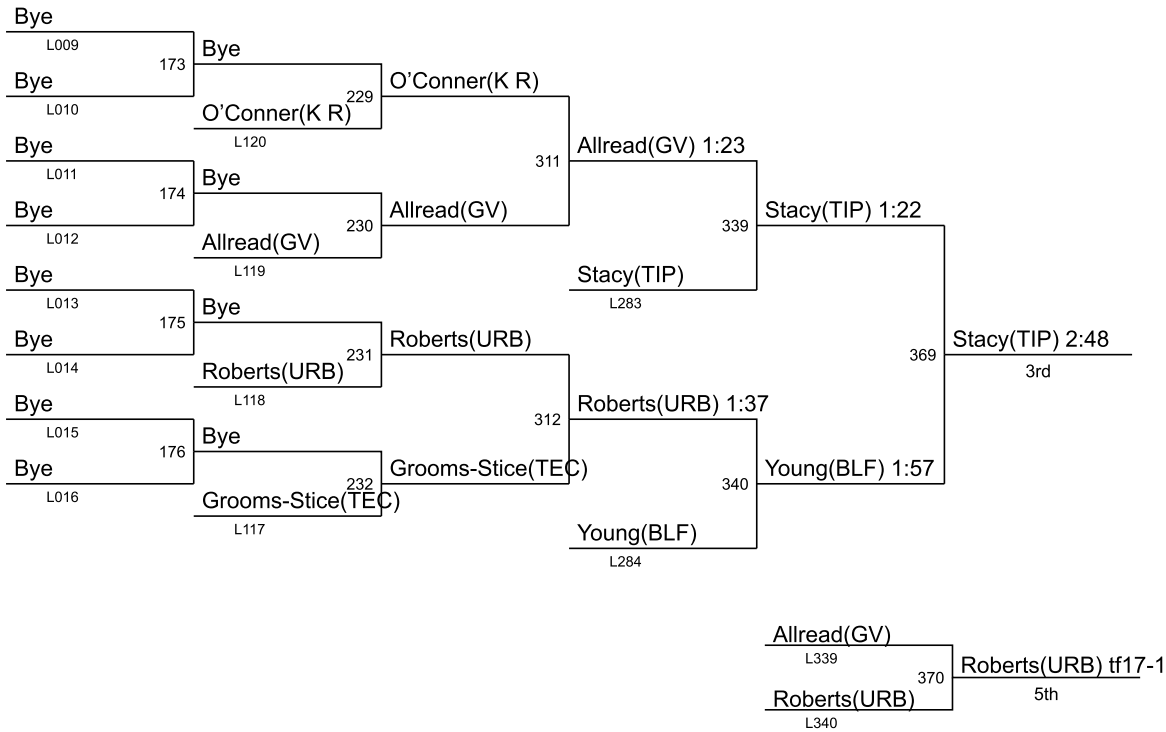 Bye
L009
173
Bye
Bye
L010
229
O’Conner(K R)
O’Conner(K R)
L120
Bye
L011
174
Bye
311
Allread(GV) 1:23
Bye
L012
230
Allread(GV)
Allread(GV)
L119
339
Stacy(TIP) 1:22
Stacy(TIP)
L283
Bye
L013
175
Bye
Bye
L014
231
Roberts(URB)
Roberts(URB)
L118
369
Stacy(TIP) 2:48
3rd
Bye
L015
176
Bye
312
Roberts(URB) 1:37
Bye
L016
232
Grooms-Stice(TEC)
Grooms-Stice(TEC)
L117
340
Young(BLF) 1:57
Young(BLF)
L284
Allread(GV)
L339
370
Roberts(URB) tf17-1
5th
Roberts(URB)
L340